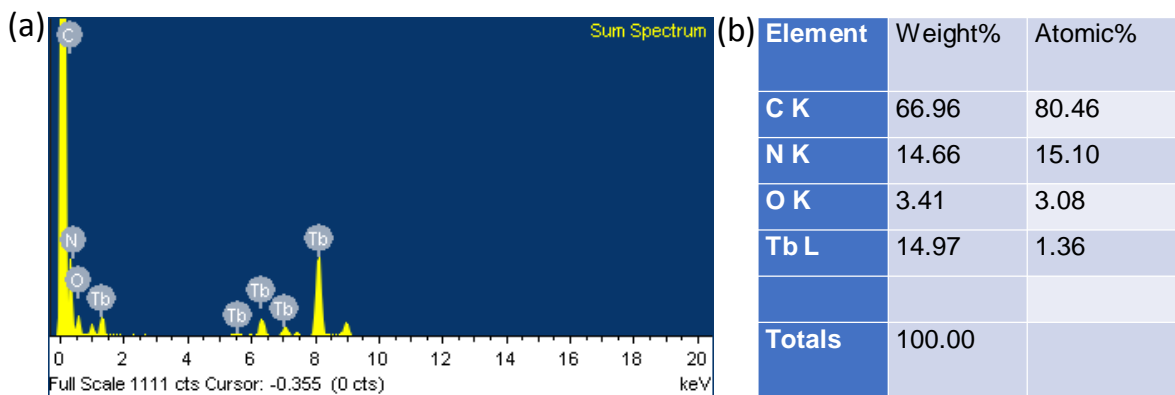 (a)
Sum Spectrum
C
N
O
Tb
Tb
Tb
Tb
Tb
0 2 4 6 8 10 12 14 16 18 20
Full Scale 1111 cts Cursor: -0.355 (0 cts) keV
(b)
Element Weight% Atomic%
C K 66.96 80.46
N K 14.66 15.10
O K 3.41 3.08
Tb L 14.97 1.36
Totals 100.00